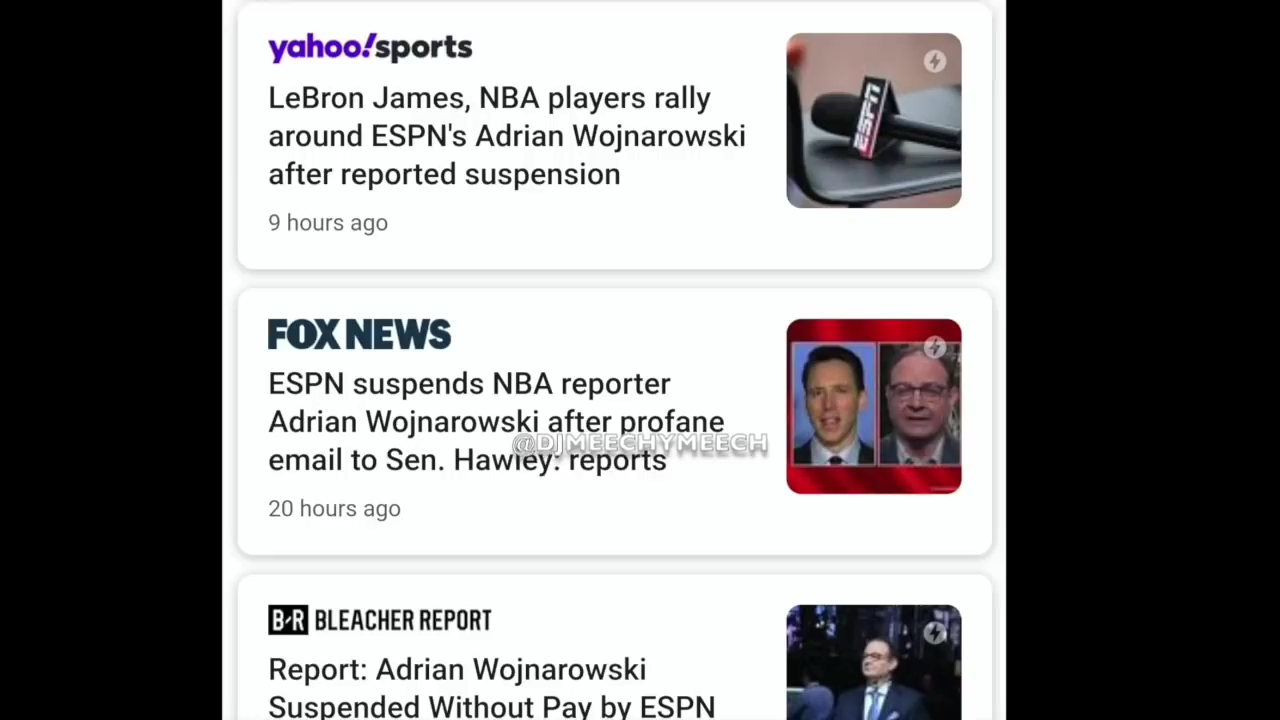 yahoo!sports
LeBron James, NBA players rally
around ESPN's Adrian Wojnarowski
after reported suspension
9 hours ago
ESPN
FOX NEWS
ESPN suspends NBA reporter
Adrian Wojnarowski after profane
@DJMEECHYMEECH
email to Sen. Hawley: reports
20 hours ago
B-R BLEACHER REPORT
Report: Adrian Wojnarowski
Suspended Without Pay by ESPN